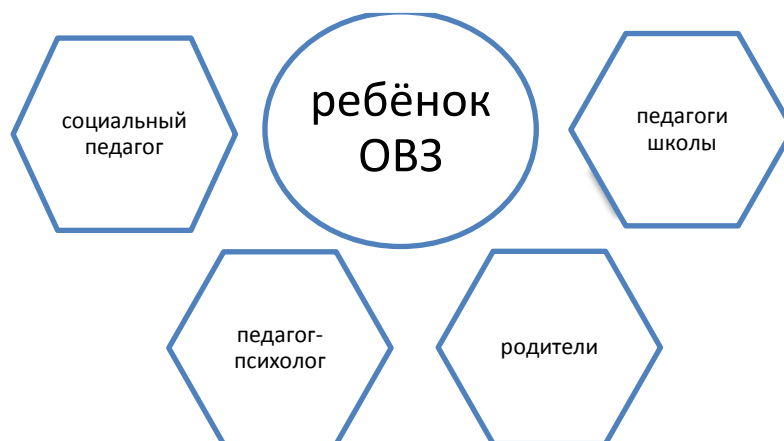 социальный
педагог
ребёнок
ОВЗ
педагоги
школы
педагог-
психолог
родители